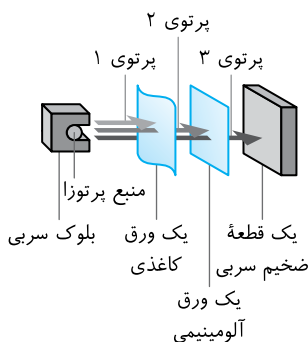 پرتوی ۲
پرتوی ۱
پرتوی ۳
منبع پرتوزا
بلوک سربی
یک ورق
کاغذی
یک ورق
آلومینیمی
یک قطعهٔ
ضخیم سربی